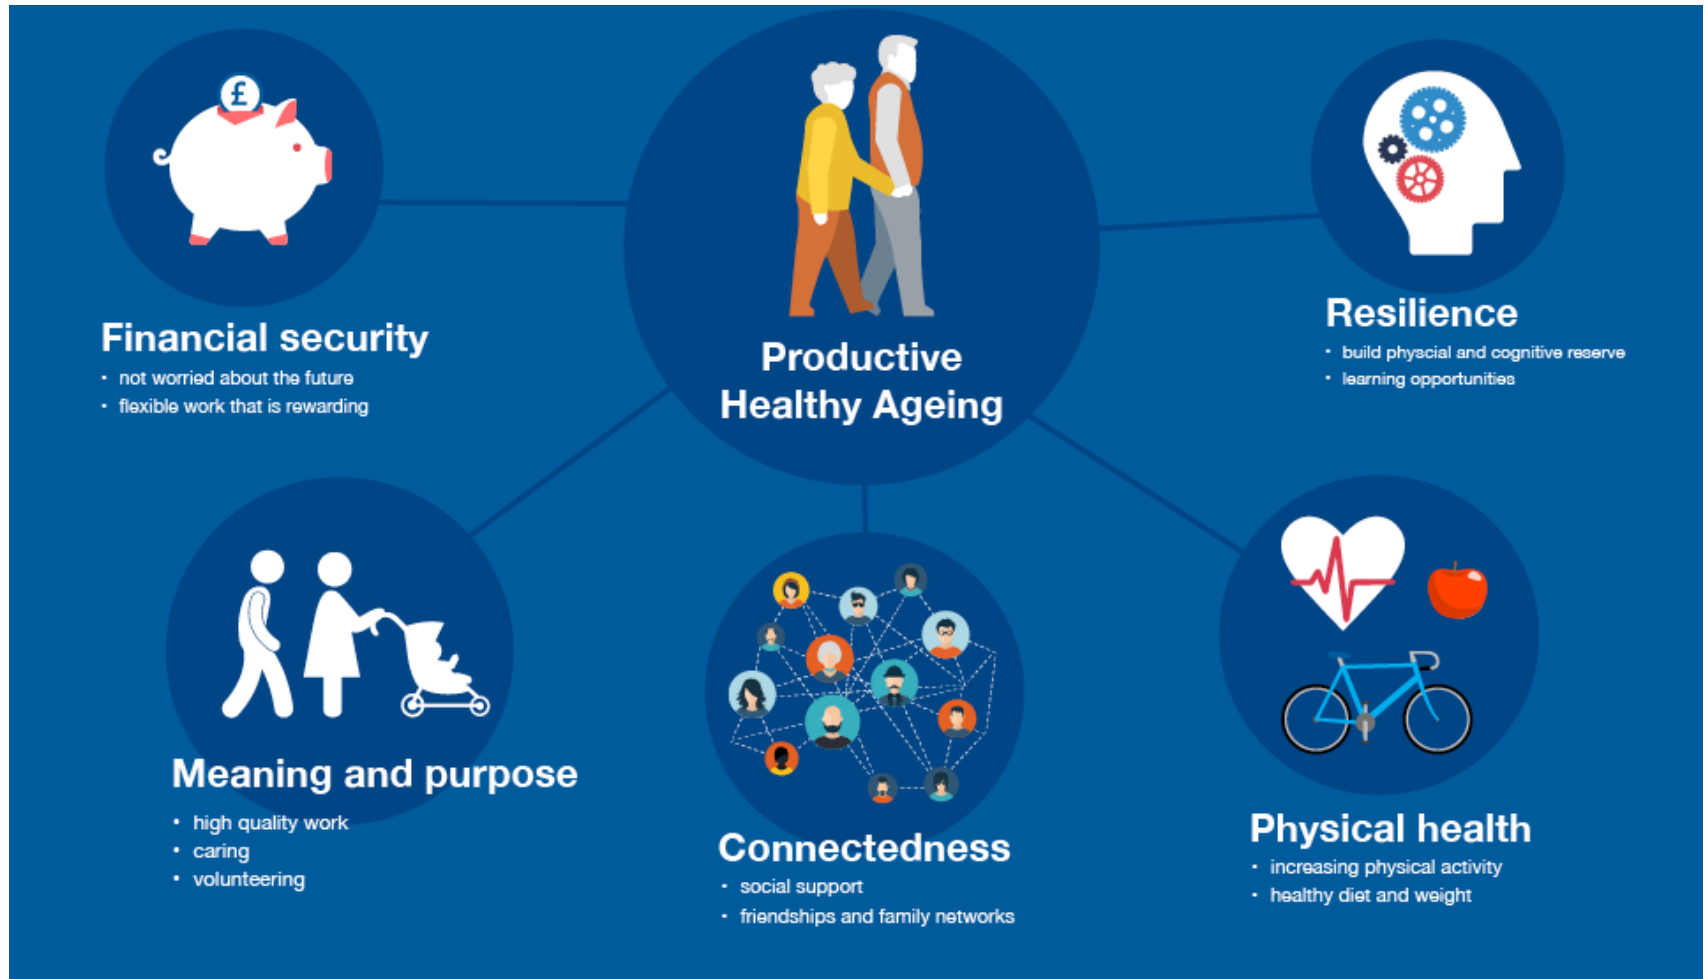 £
Financial security
• not worried about the future
• flexible work that is rewarding
Productive
Healthy Ageing
Resilience
• build physcial and cognitive reserve
• learning opportunities
Meaning and purpose
• high quality work
• caring
• volunteering
Connectedness
• social support
• friendships and family networks
Physical health
• increasing physical activity
• healthy diet and weight